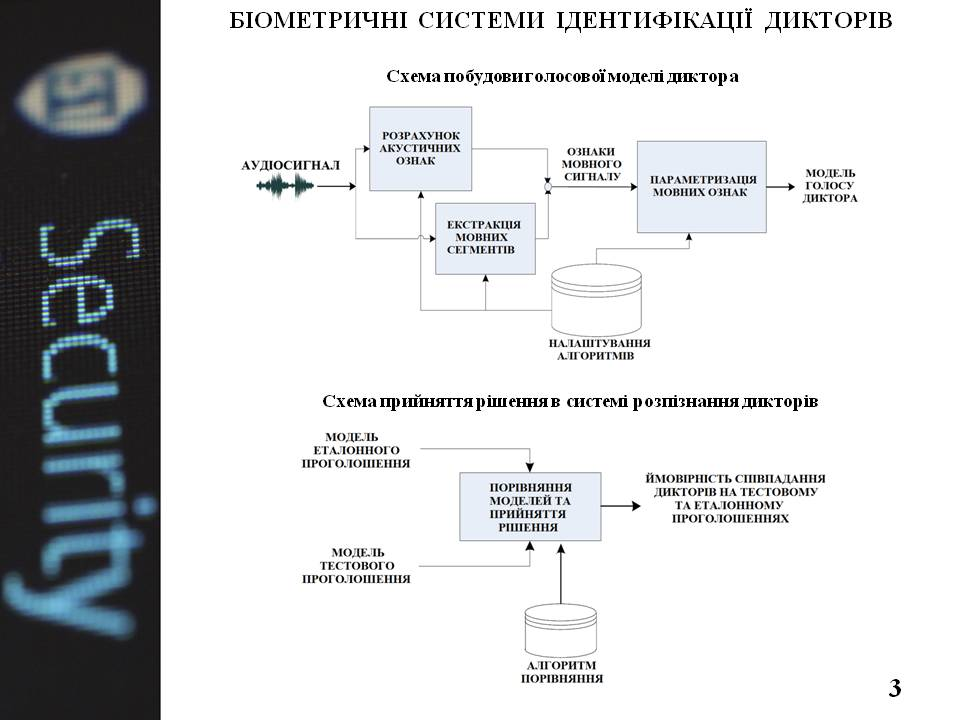 БІОМЕТРИЧНІ СИСТЕМИ ІДЕНТИФІКАЦІЇ ДИКТОРІВ
Схема побудови голосової моделі диктора
АУДІОСИГНАЛ
РОЗРАХУНОК
АКУСТИЧНИХ
ОЗНАК
ЕКСТРАКЦІЯ
МОВНИХ
СЕГМЕНТІВ
ОЗНАКИ
МОВНОГО
СИГНАЛУ
ПАРАМЕТРИЗАЦІЯ
МОВНИХ ОЗНАК
МОДЕЛЬ
ГОЛОСУ
ДИКТОРА
НАЛАШТУВАННЯ
АЛГОРИТМІВ
Схема прийняття рішення в системі розпізнання дикторів
МОДЕЛЬ
ЕТАЛОННОГО
ПРОГОЛОШЕННЯ
ПОРІВНЯННЯ
МОДЕЛЕЙ ТА
ПРИЙНЯТТЯ
РІШЕННЯ
ЙМОВІРНІСТЬ СПІВПАДАННЯ
ДИКТОРІВ НА ТЕСТОВОМУ
ТА ЕТАЛОННОМУ
ПРОГОЛОШЕННЯХ
МОДЕЛЬ
ТЕСТОВОГО
ПРОГОЛОШЕННЯ
АЛГОРИТМ
ПОРІВНЯННЯ
3
Security